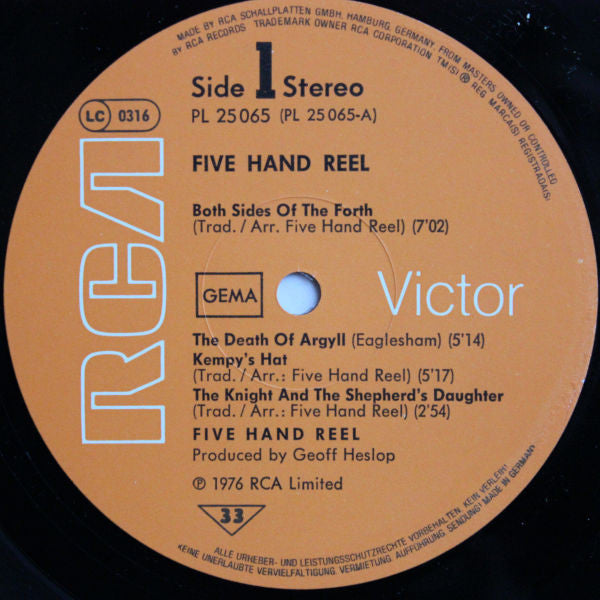 MADE BY RCA SCHALLPLATTEN GMBH, HAMBURG, GERMANY, FROM MASTERS OWNED OR CONTROLLED
BY RCA RECORDS TRADEMARK OWNER RCA CORPORATION TM(S) ® REG MARCA(S) REGISTRADA(S)
Side 1 Stereo
PL 25065 (PL 25065-A)
LC 0316
FIVE HAND REEL
Both Sides Of The Forth
(Trad. / Arr. Five Hand Reel) (7'02)
RCA
GEMA
Victor
The Death Of Argyll (Eaglesham) (5'14)
Kempy's Hat
(Trad. / Arr.: Five Hand Reel) (5'17)
The Knight And The Shepherd's Daughter
(Trad. / Arr.: Five Hand Reel) (2'54)
FIVE HAND REEL
Produced by Geoff Heslop
℗ 1976 RCA Limited
33
ALLE URHEBER- UND LEISTUNGSSCHUTZRECHTE VORBEHALTEN. KEIN VERLEIH!
KEINE UNERLAUBTE VERVIELFÄLTIGUNG, VERMIETUNG, AUFFÜHRUNG, SENDUNG! MADE IN GERMANY